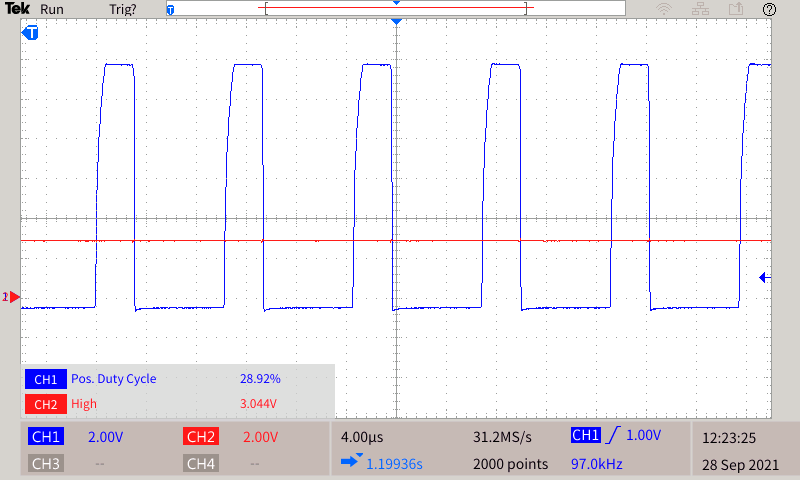 Tek Run Trig?
T
T
?
2
CH1 Pos. Duty Cycle 28.92%
CH2 High 3.044V
CH1 2.00V CH2 2.00V 4.00μs 31.2MS/s CH1 1.00V 12:23:25
CH3 -- CH4 -- 1.19936s 2000 points 97.0kHz 28 Sep 2021